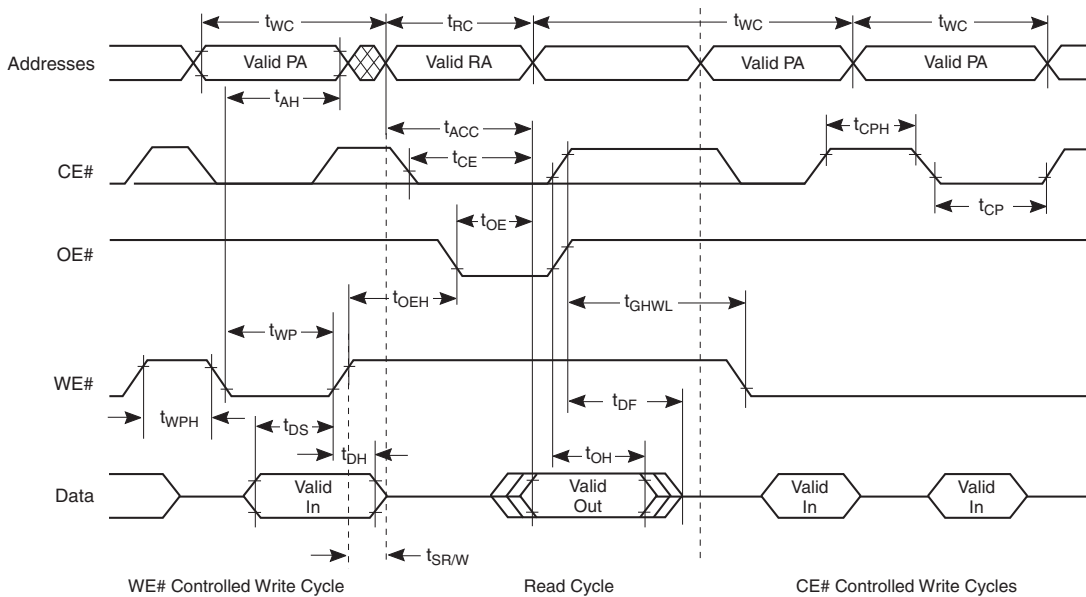 tWC tRC tWC tWC
Addresses Valid PA Valid RA Valid PA Valid PA
tAH
tACC tCPH
CE# tCE
tCP
tOE
OE#
tOEH tGHWL
tWP
WE#
tWPH tDS tDF
tDH tOH
Data Valid In Valid Out Valid In Valid In
tSR/W
WE# Controlled Write Cycle Read Cycle CE# Controlled Write Cycles